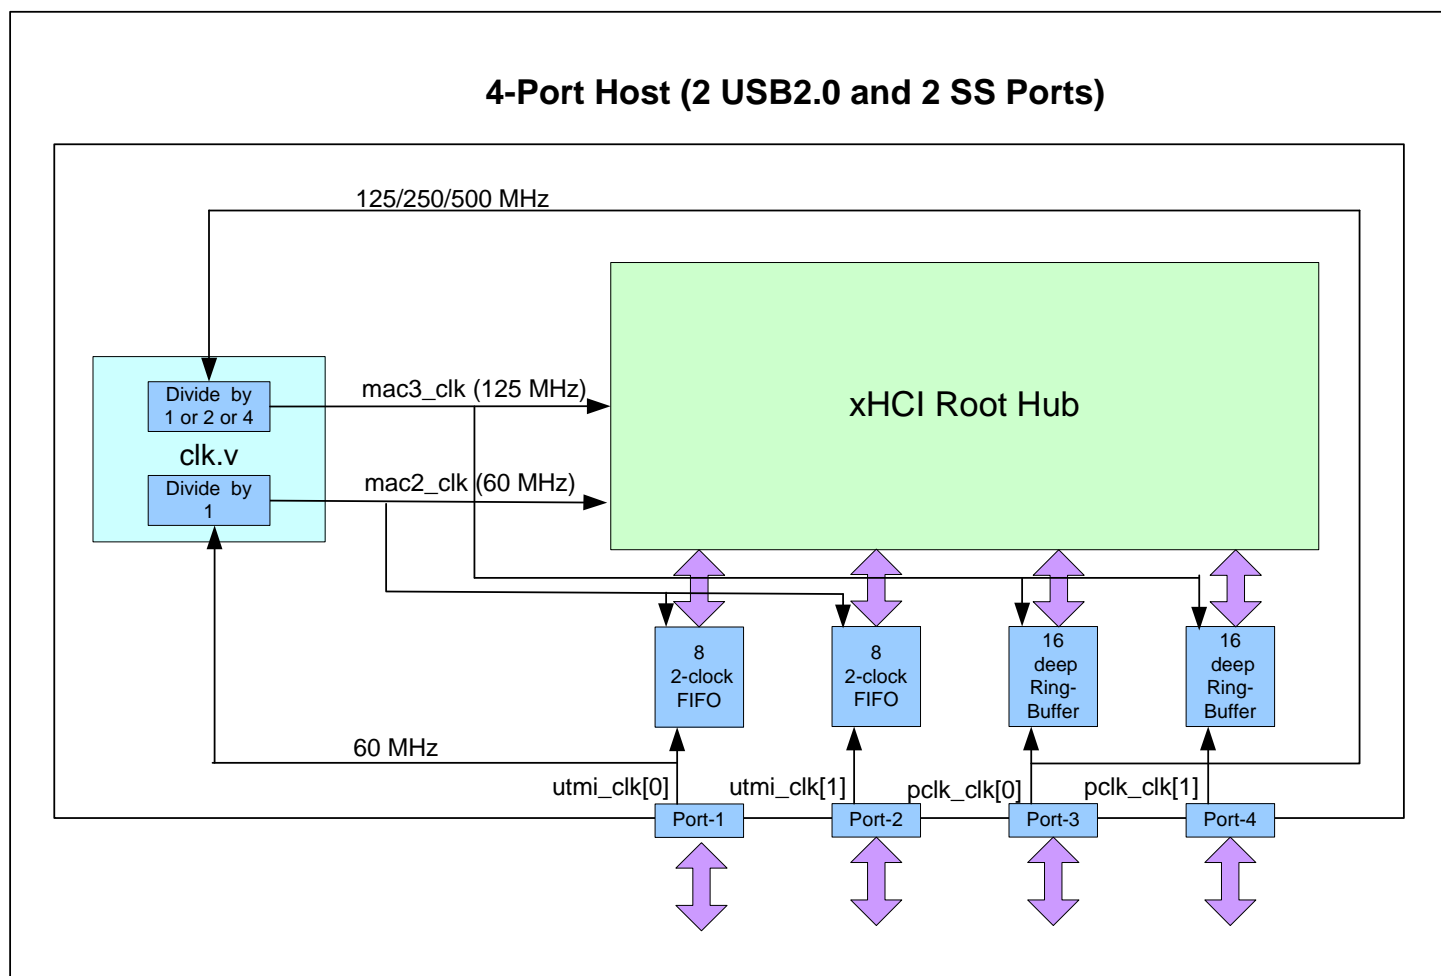 4-Port Host (2 USB2.0 and 2 SS Ports)
125/250/500 MHz
Divide by
1 or 2 or 4
clk.v
Divide by
1
mac3_clk (125 MHz)
mac2_clk (60 MHz)
xHCI Root Hub
8
2-clock
FIFO
8
2-clock
FIFO
16
deep
Ring-
Buffer
16
deep
Ring-
Buffer
60 MHz
utmi_clk[0]
utmi_clk[1]
pclk_clk[0]
pclk_clk[1]
Port-1
Port-2
Port-3
Port-4